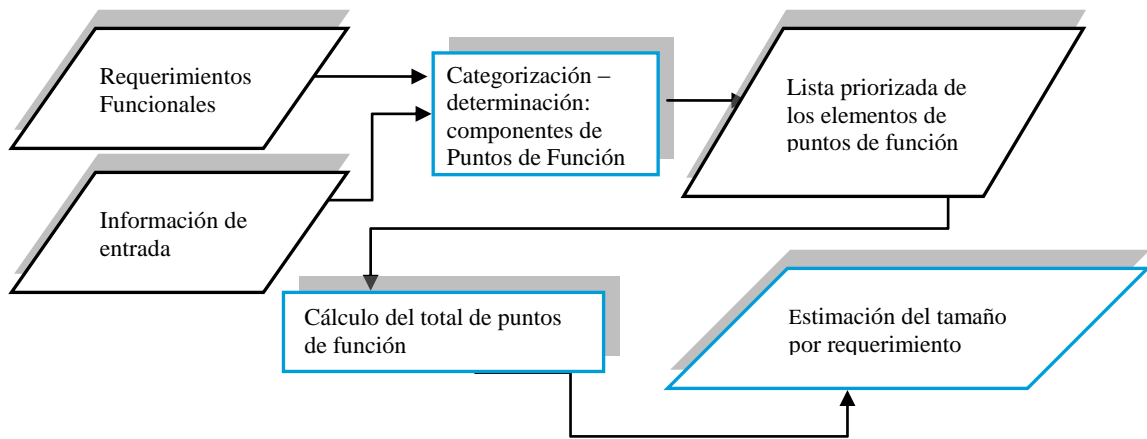 Requerimientos
Funcionales
Categorización –
determinación:
componentes de
Puntos de Función
Lista priorizada de
los elementos de
puntos de función
Información de
entrada
Cálculo del total de puntos
de función
Estimación del tamaño
por requerimiento